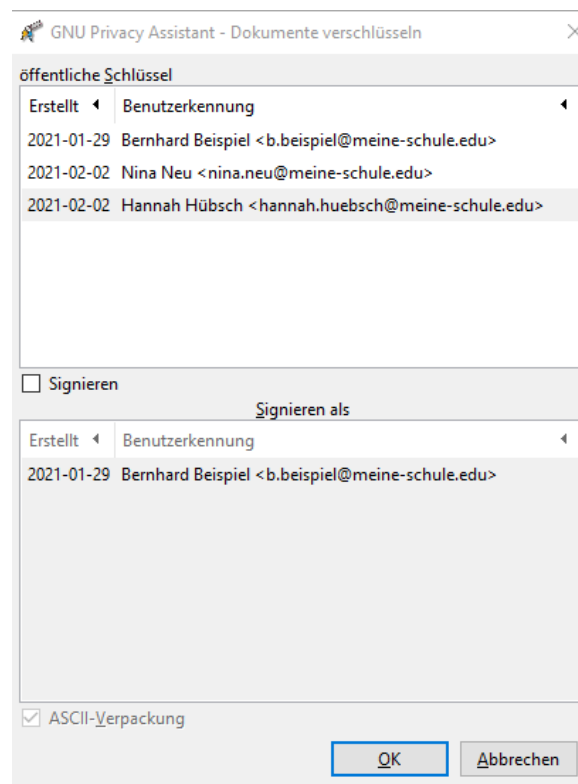 GNU Privacy Assistant - Dokumente verschlüsseln
öffentliche Schlüssel
Erstellt Benutzerkennung
2021-01-29 Bernhard Beispiel <b.beispiel@meine-schule.edu>
2021-02-02 Nina Neu <nina.neu@meine-schule.edu>
2021-02-02 Hannah Hübsch <hannah.huebsch@meine-schule.edu>
Signieren
Signieren als
Erstellt Benutzerkennung
2021-01-29 Bernhard Beispiel <b.beispiel@meine-schule.edu>
ASCII-Verpackung
OK Abbrechen